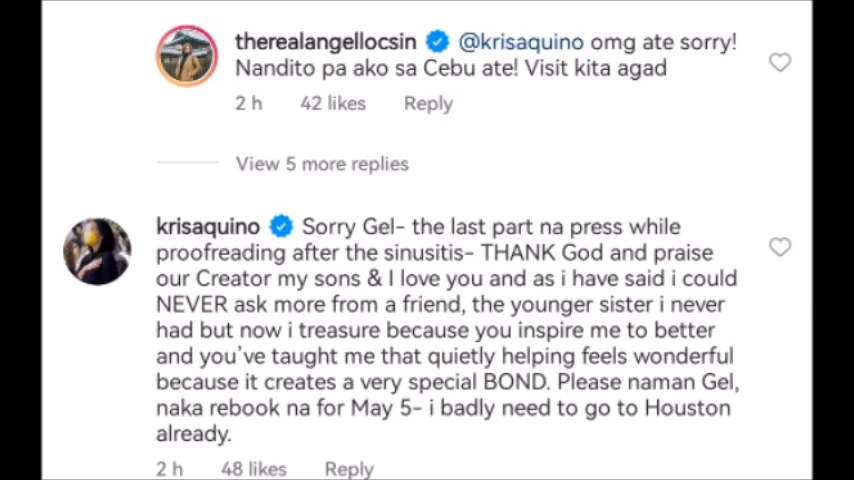 therealangellocsin @krisaquino omg ate sorry!
Nandito pa ako sa Cebu ate! Visit kita agad
2 h 42 likes Reply
View 5 more replies
krisaquino Sorry Gel- the last part na press while
proofreading after the sinusitis- THANK God and praise
our Creator my sons & I love you and as i have said i could
NEVER ask more from a friend, the younger sister i never
had but now i treasure because you inspire me to better
and you've taught me that quietly helping feels wonderful
because it creates a very special BOND. Please naman Gel,
naka rebook na for May 5- i badly need to go to Houston
already.
2 h 48 likes Reply